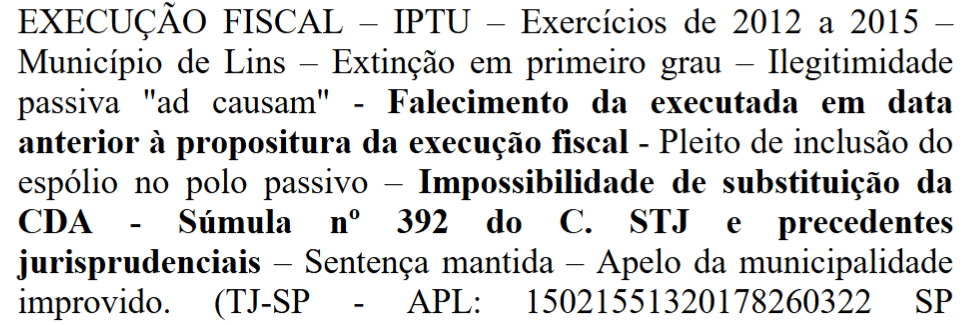 EXECUÇÃO FISCAL – IPTU – Exercícios de 2012 a 2015 –
Município de Lins – Extinção em primeiro grau – Ilegitimidade
passiva "ad causam" - Falecimento da executada em data
anterior à propositura da execução fiscal - Pleito de inclusão do
espólio no polo passivo – Impossibilidade de substituição da
CDA - Súmula nº 392 do C. STJ e precedentes
jurisprudenciais – Sentença mantida – Apelo da municipalidade
improvido. (TJ-SP - APL: 15021551320178260322 SP